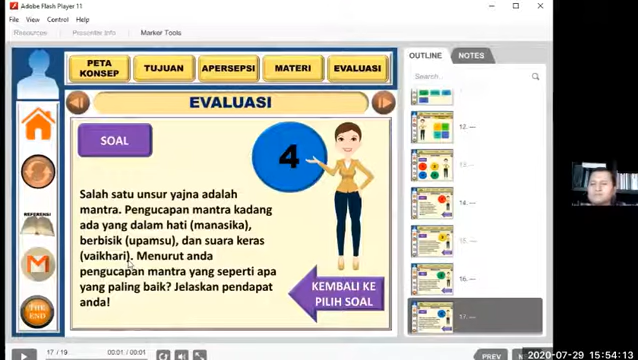 Adobe Flash Player 11
File View Control Help
Resources Presenter Info Marker Tools
PETA KONSEP
TUJUAN
APERSEPSI
MATERI
EVALUASI
EVALUASI
SOAL
4
Salah satu unsur yajna adalah
mantra. Pengucapan mantra kadang
ada yang dalam hati (manasika),
berbisik (upamsu), dan suara keras
(vaikhari). Menurut anda
pengucapan mantra yang seperti apa
yang paling baik? Jelaskan pendapat
anda!
KEMBALI KE
PILIH SOAL
REFERENSI
THE END
OUTLINE NOTES
Search...
12. ---
13. ---
14. ---
15. ---
16. ---
17. ---
17 / 19 00:01 / 00:01
PREV
2020-07-29 15:54:13